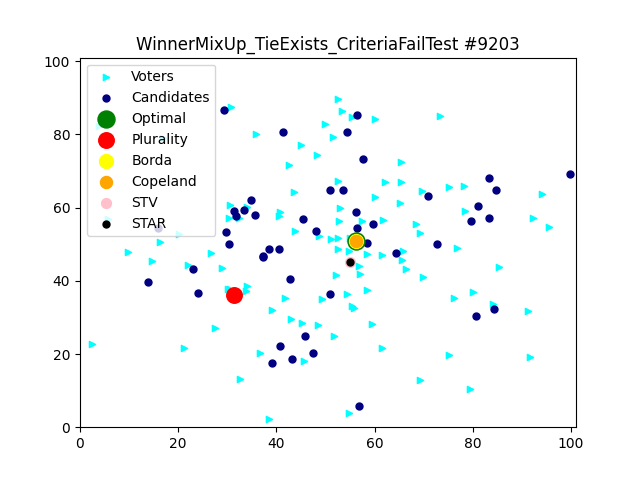 WinnerMixUp_TieExists_CriteriaFailTest #9203
100
80
60
40
20
0
Voters
Candidates
Optimal
Plurality
Borda
Copeland
STV
STAR
0 20 40 60 80 100